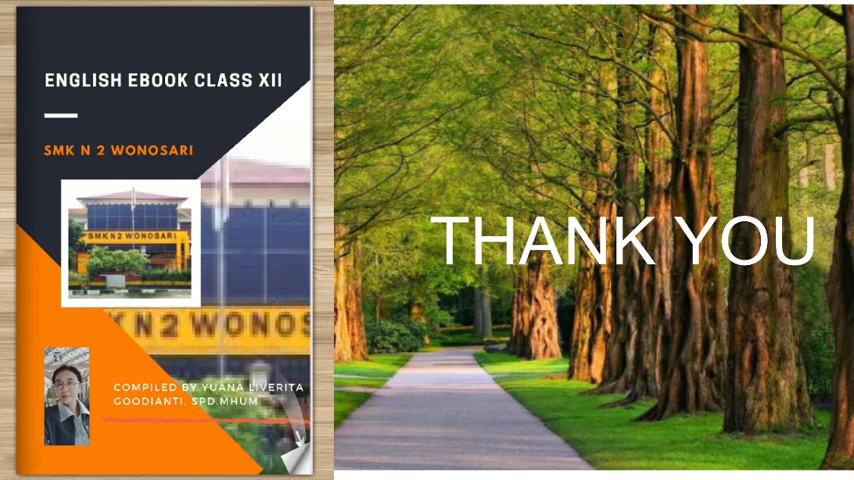 ENGLISH EBOOK CLASS XII
SMK N 2 WONOSARI
SMK N 2 WONOSARI
K N 2 WONOS
COMPILED BY YUANA LIVERITA
GOODIANTI, SPD.MHUM
THANK YOU